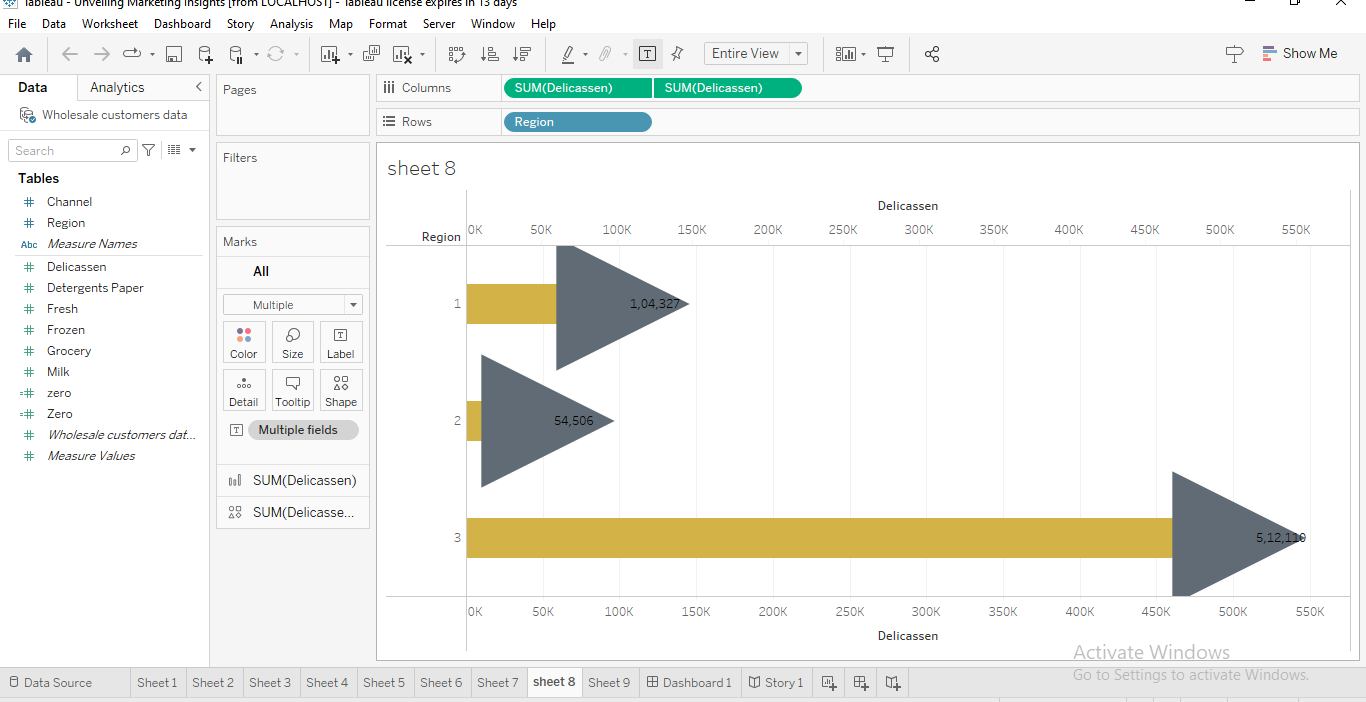 Tableau - Unveiling Marketing Insights [from LOCALHOST] - Tableau license expires in 13 days
File Data Worksheet Dashboard Story Analysis Map Format Server Window Help
Entire View
Show Me
Data Analytics
Wholesale customers data
Search
Tables
Channel
Region
Abc Measure Names
Delicassen
Detergents Paper
Fresh
Frozen
Grocery
Milk
zero
Zero
Wholesale customers dat...
Measure Values
Pages
Filters
Marks
All
Multiple
Color Size Label
Detail Tooltip Shape
Multiple fields
SUM(Delicassen)
SUM(Delicasse...
Columns SUM(Delicassen) SUM(Delicassen)
Rows Region
sheet 8
Delicassen
Region 0K 50K 100K 150K 200K 250K 300K 350K 400K 450K 500K 550K
1 1,04,327
2 54,506
3 5,12,110
0K 50K 100K 150K 200K 250K 300K 350K 400K 450K 500K 550K
Delicassen
Activate Windows
Go to Settings to activate Windows.
Data Source Sheet 1 Sheet 2 Sheet 3 Sheet 4 Sheet 5 Sheet 6 Sheet 7 sheet 8 Sheet 9 Dashboard 1 Story 1